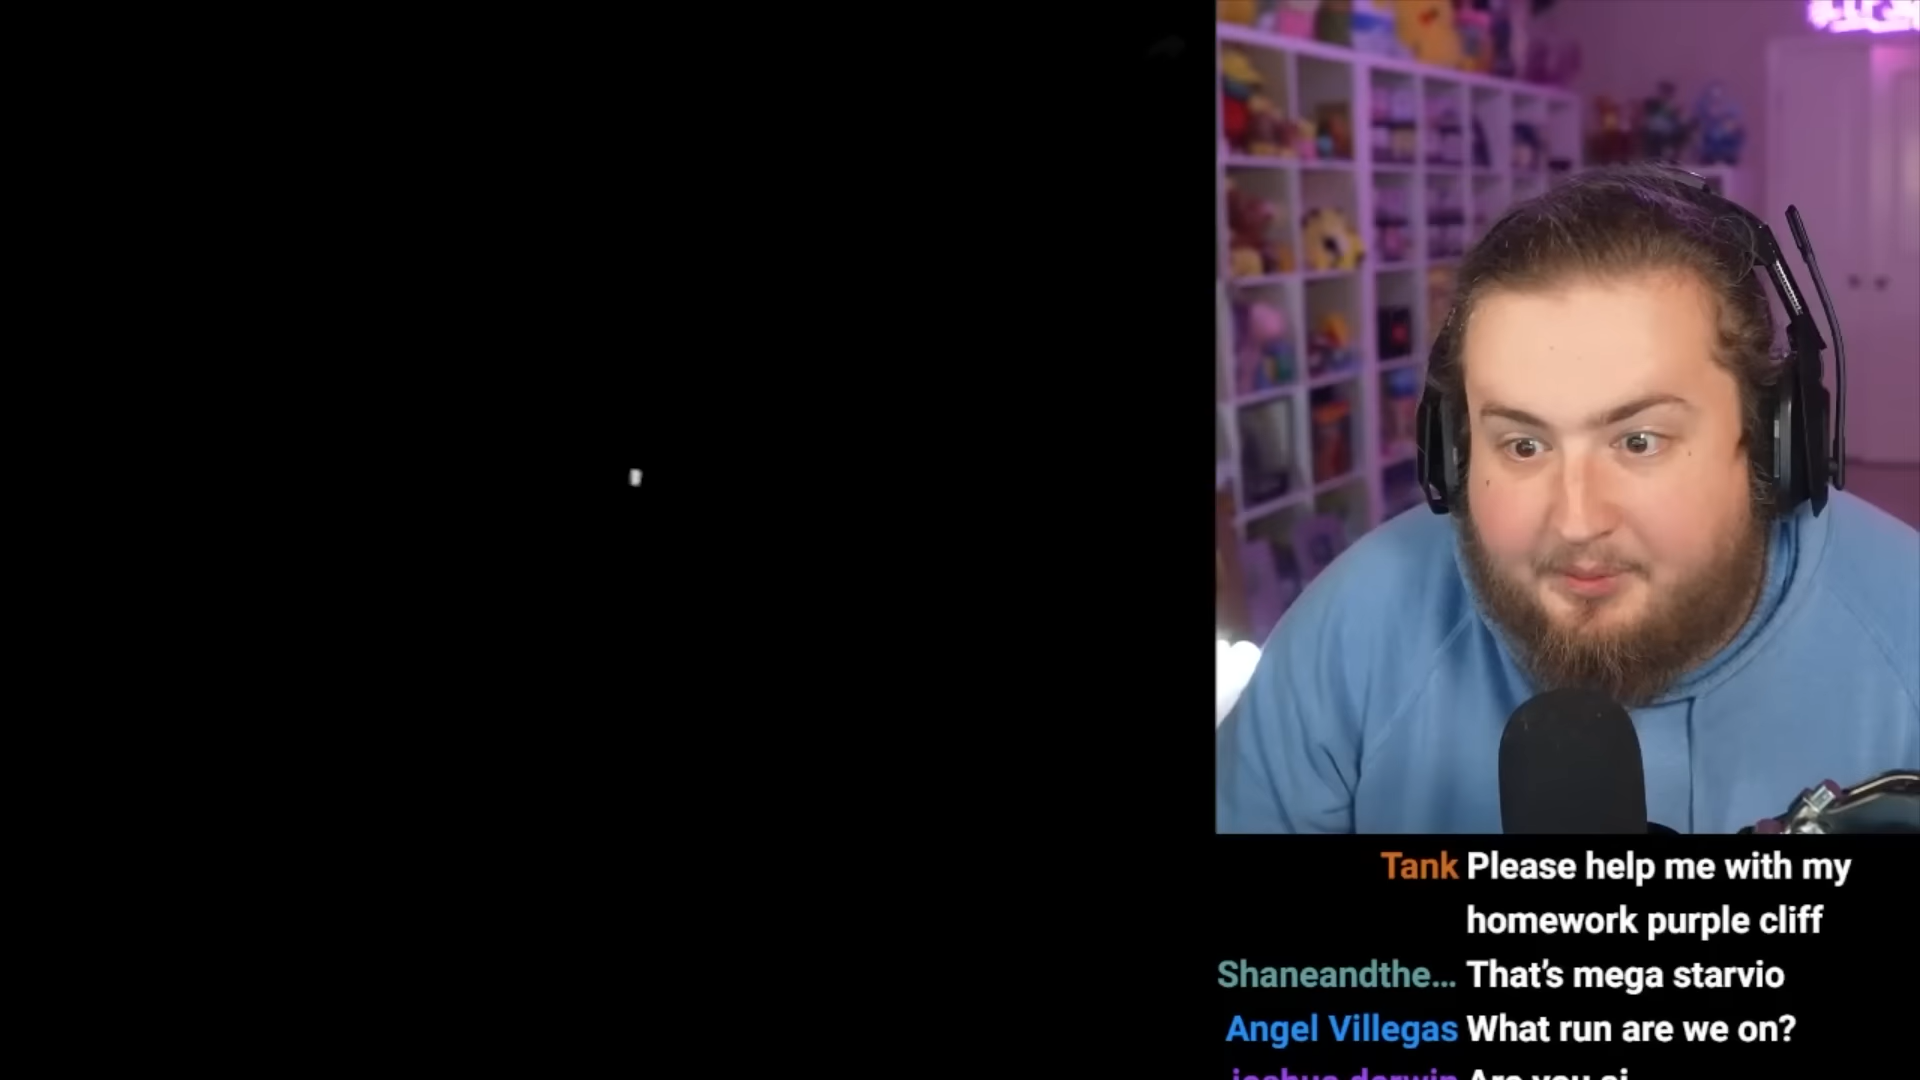 Tank Please help me with my
homework purple cliff
Shaneandthe… That's mega starvio
Angel Villegas What run are we on?